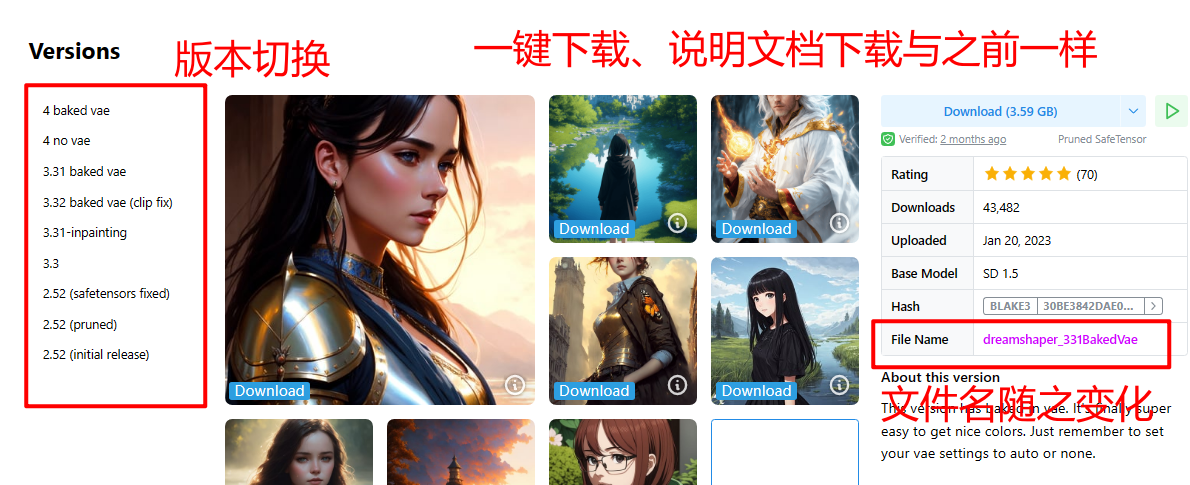 Versions
版本切换
一键下载、说明文档下载与之前一样
4 baked vae
4 no vae
3.31 baked vae
3.32 baked vae (clip fix)
3.31-inpainting
3.3
2.52 (safetensors fixed)
2.52 (pruned)
2.52 (initial release)
Download
Download
Download
Download
Download
Download (3.59 GB)
Verified: 2 months ago
Pruned SafeTensor
Rating (70)
Downloads 43,482
Uploaded Jan 20, 2023
Base Model SD 1.5
Hash BLAKE3 30BE3842DAE0...
File Name dreamshaper_331BakedVae
About this version
文件名随之变化
This version has baked in vae. It's finally super
easy to get nice colors. Just remember to set
your vae settings to auto or none.